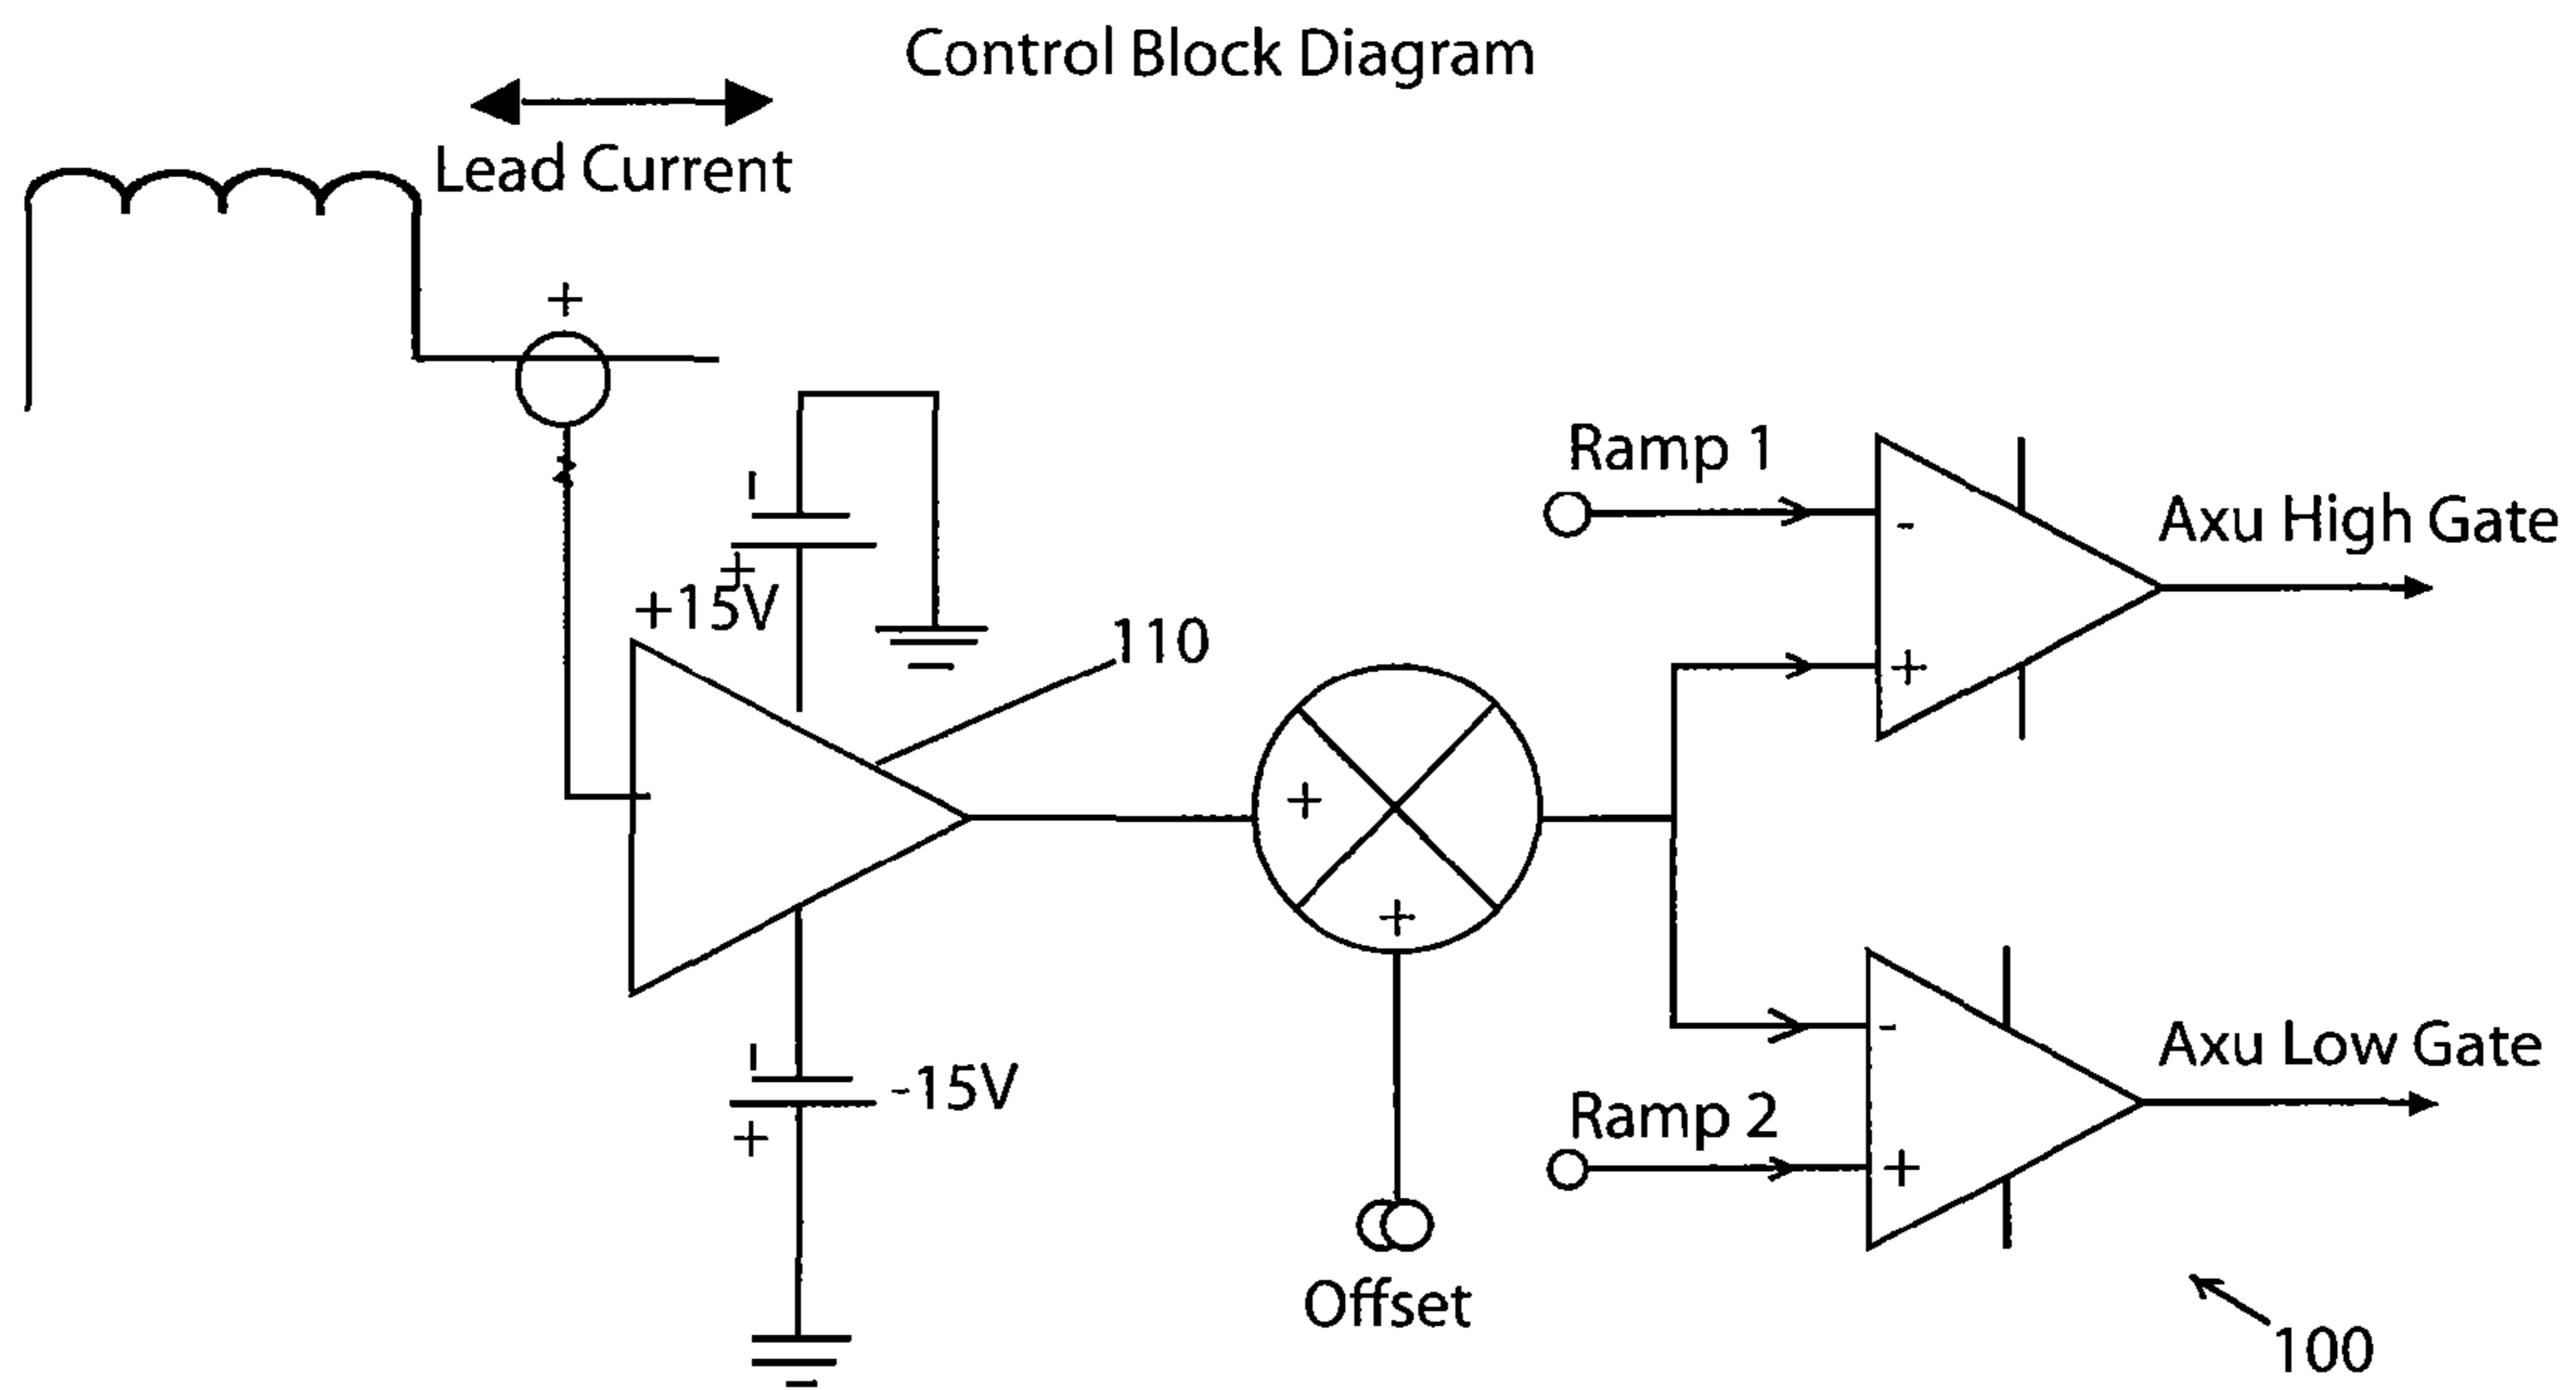 Control Block Diagram
Lead Current
+
-
+
+15V
110
Ramp 1
-
+
Axu High Gate
+
+
Offset
-
+
-15V
-
Ramp 2
+
Axu Low Gate
100